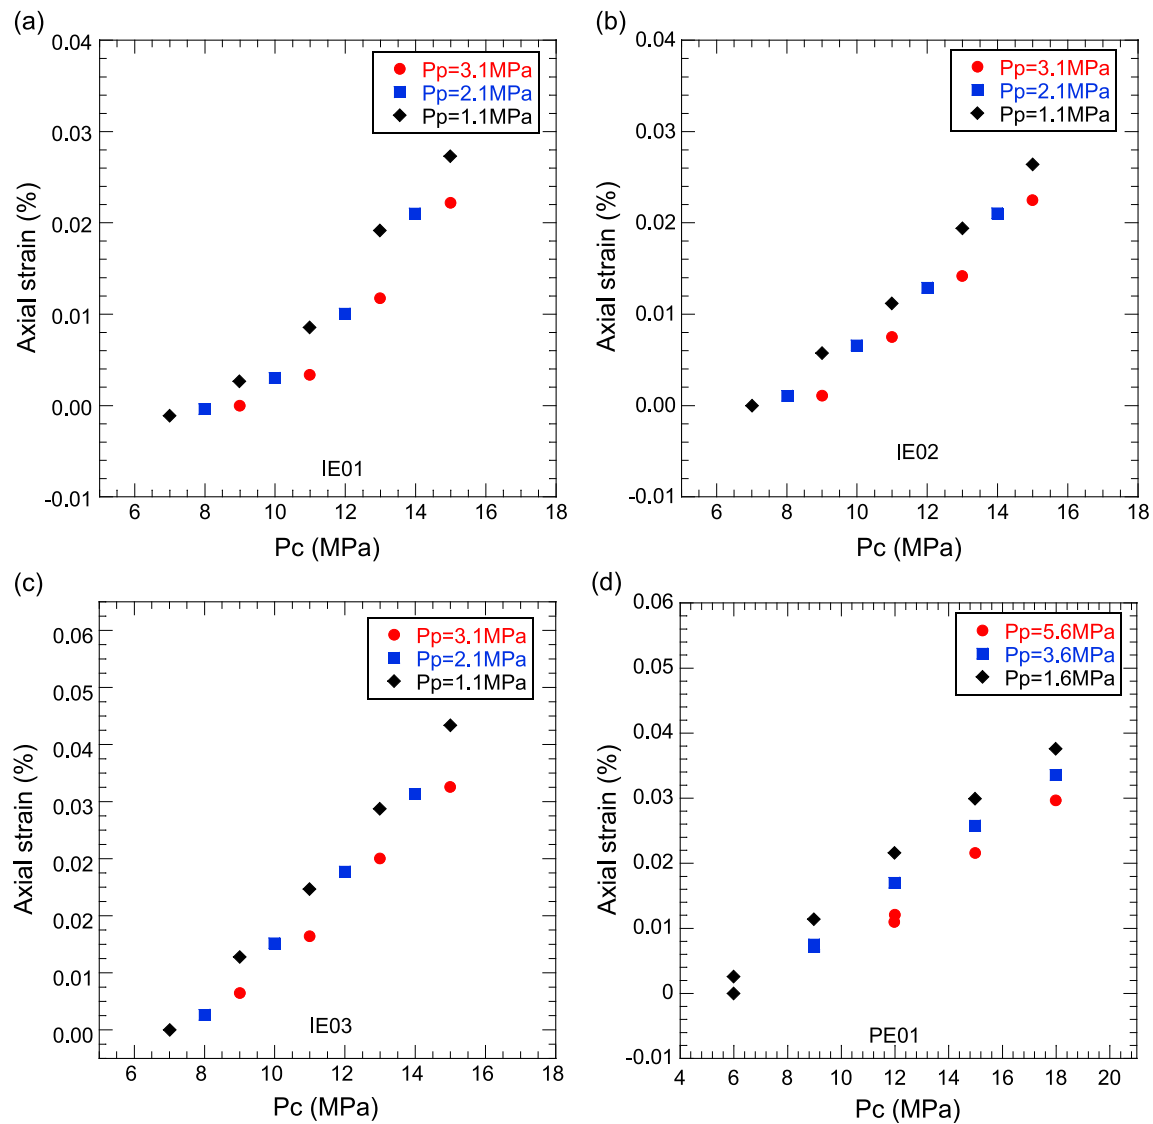 (a)
0.04
0.03
0.02
0.01
0.00
-0.01
Axial strain (%)
Pp=3.1MPa
Pp=2.1MPa
Pp=1.1MPa
IE01
6 8 10 12 14 16 18
Pc (MPa)
(b)
0.04
0.03
0.02
0.01
0.00
-0.01
Axial strain (%)
Pp=3.1MPa
Pp=2.1MPa
Pp=1.1MPa
IE02
6 8 10 12 14 16 18
Pc (MPa)
(c)
0.06
0.05
0.04
0.03
0.02
0.02
0.00
0.00
Axial strain (%)
Pp=3.1MPa
Pp=2.1MPa
Pp=1.1MPa
IE03
6 8 10 12 14 16 18
Pc (MPa)
(d)
0.06
0.05
0.04
0.03
0.02
0.01
0
-0.01
Axial strain (%)
Pp=5.6MPa
Pp=3.6MPa
Pp=1.6MPa
PE01
4 6 8 10 12 14 16 18 20
Pc (MPa)